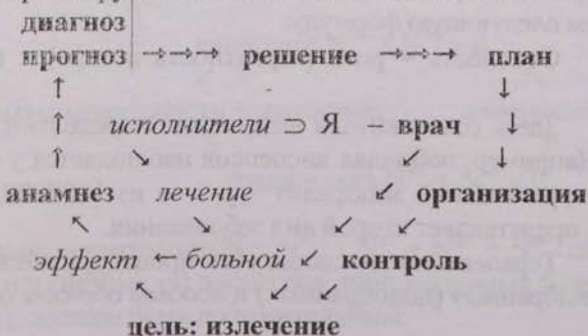 диагноз
прогноз →→→ решение →→→ план
↑ ↓
↑ исполнители ⊃ Я – врач ↓
↑ ↘ ↙ ↓
анамнез лечение ↙ организация
↖ ↘ ↙ ↙
эффект ← больной ↙ контроль
↖ ↙ ↙
цель: излечение